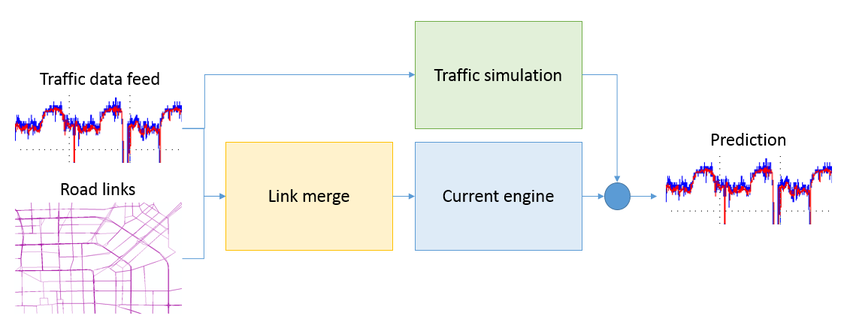 Traffic data feed
Traffic simulation
Prediction
Road links
Link merge
Current engine